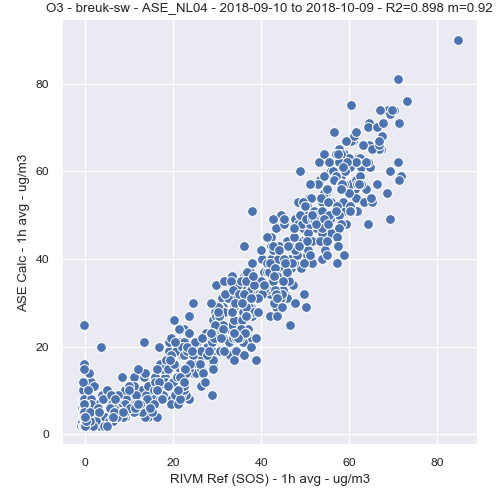 O3 - breuk-sw - ASE_NL04 - 2018-09-10 to 2018-10-09 - R2=0.898 m=0.92
80
60
40
20
0
ASE Calc - 1h avg - ug/m3
0 20 40 60 80
RIVM Ref (SOS) - 1h avg - ug/m3